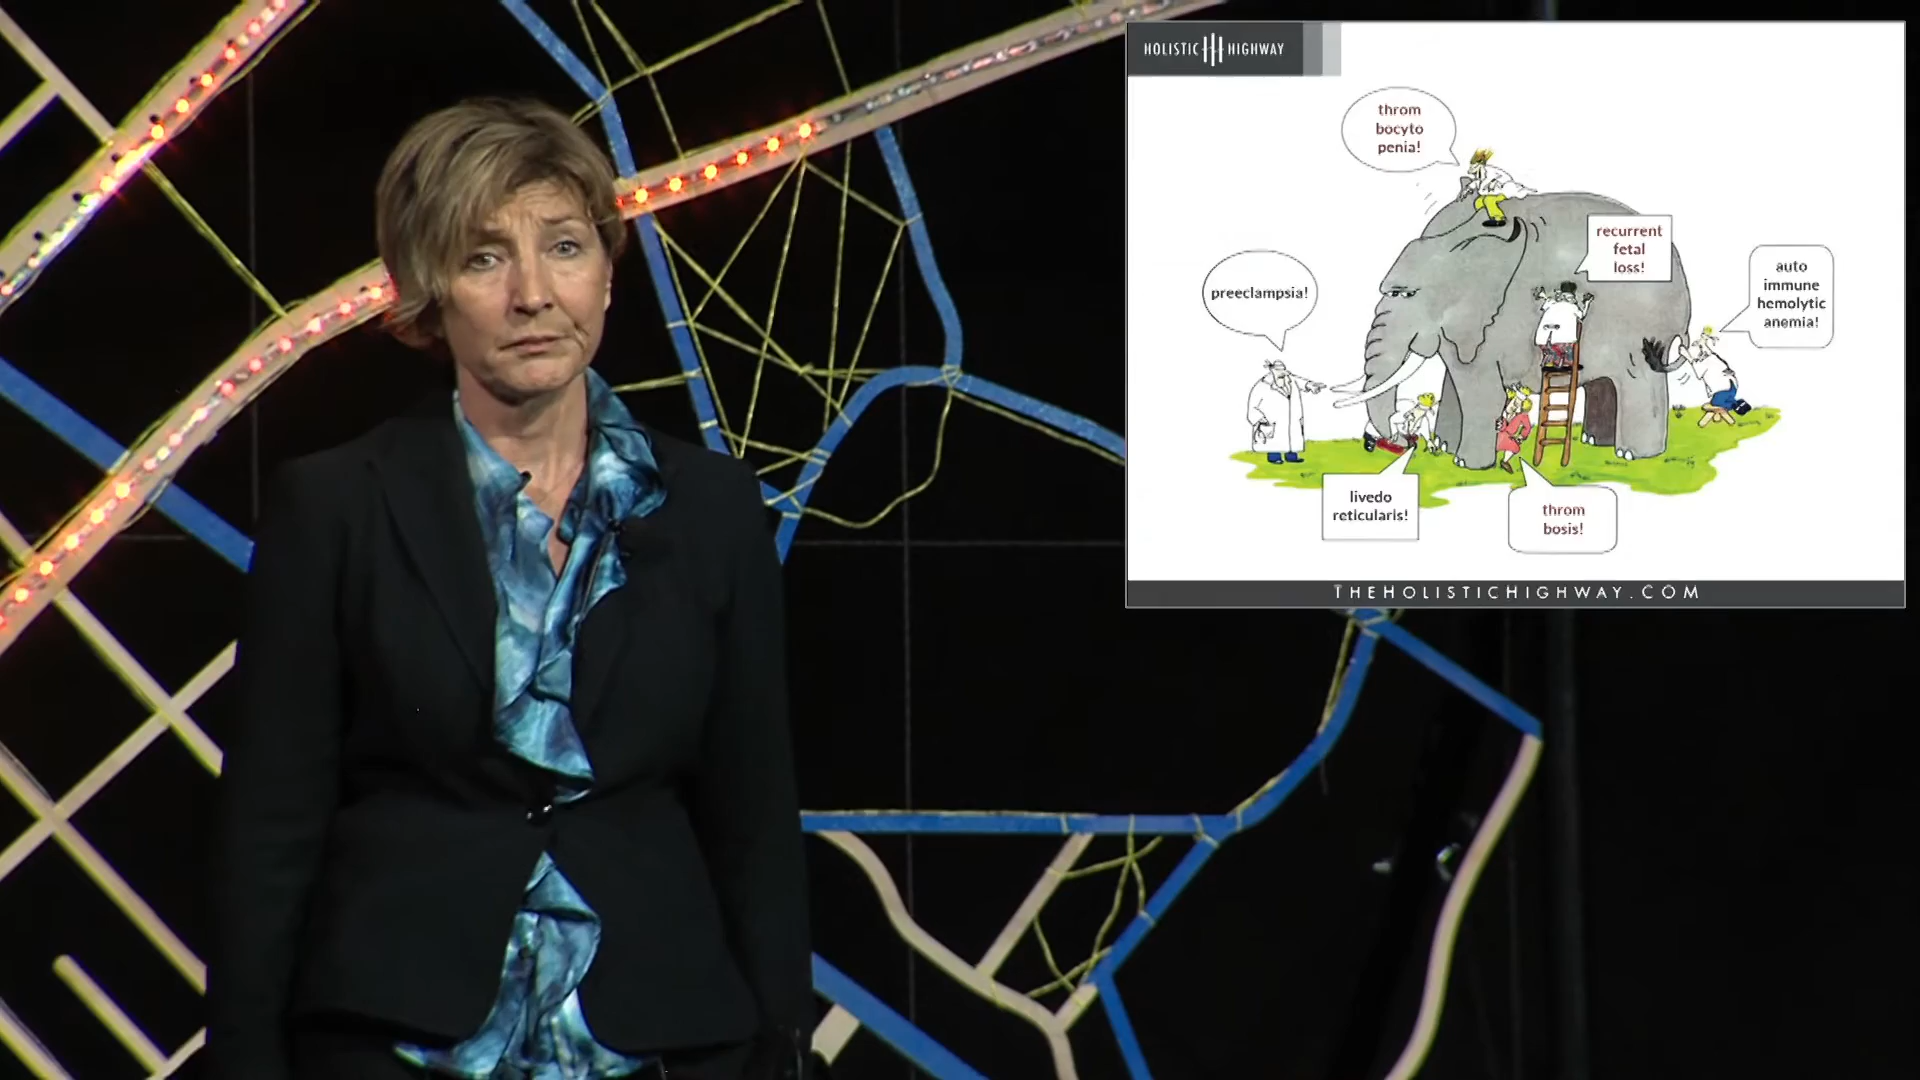 HOLISTIC HIGHWAY
throm
bocyto
penia!
recurrent
fetal
loss!
preeclampsia!
auto
immune
hemolytic
anemia!
livedo
reticularis!
throm
bosis!
THEHOLISTICHIGHWAY.COM